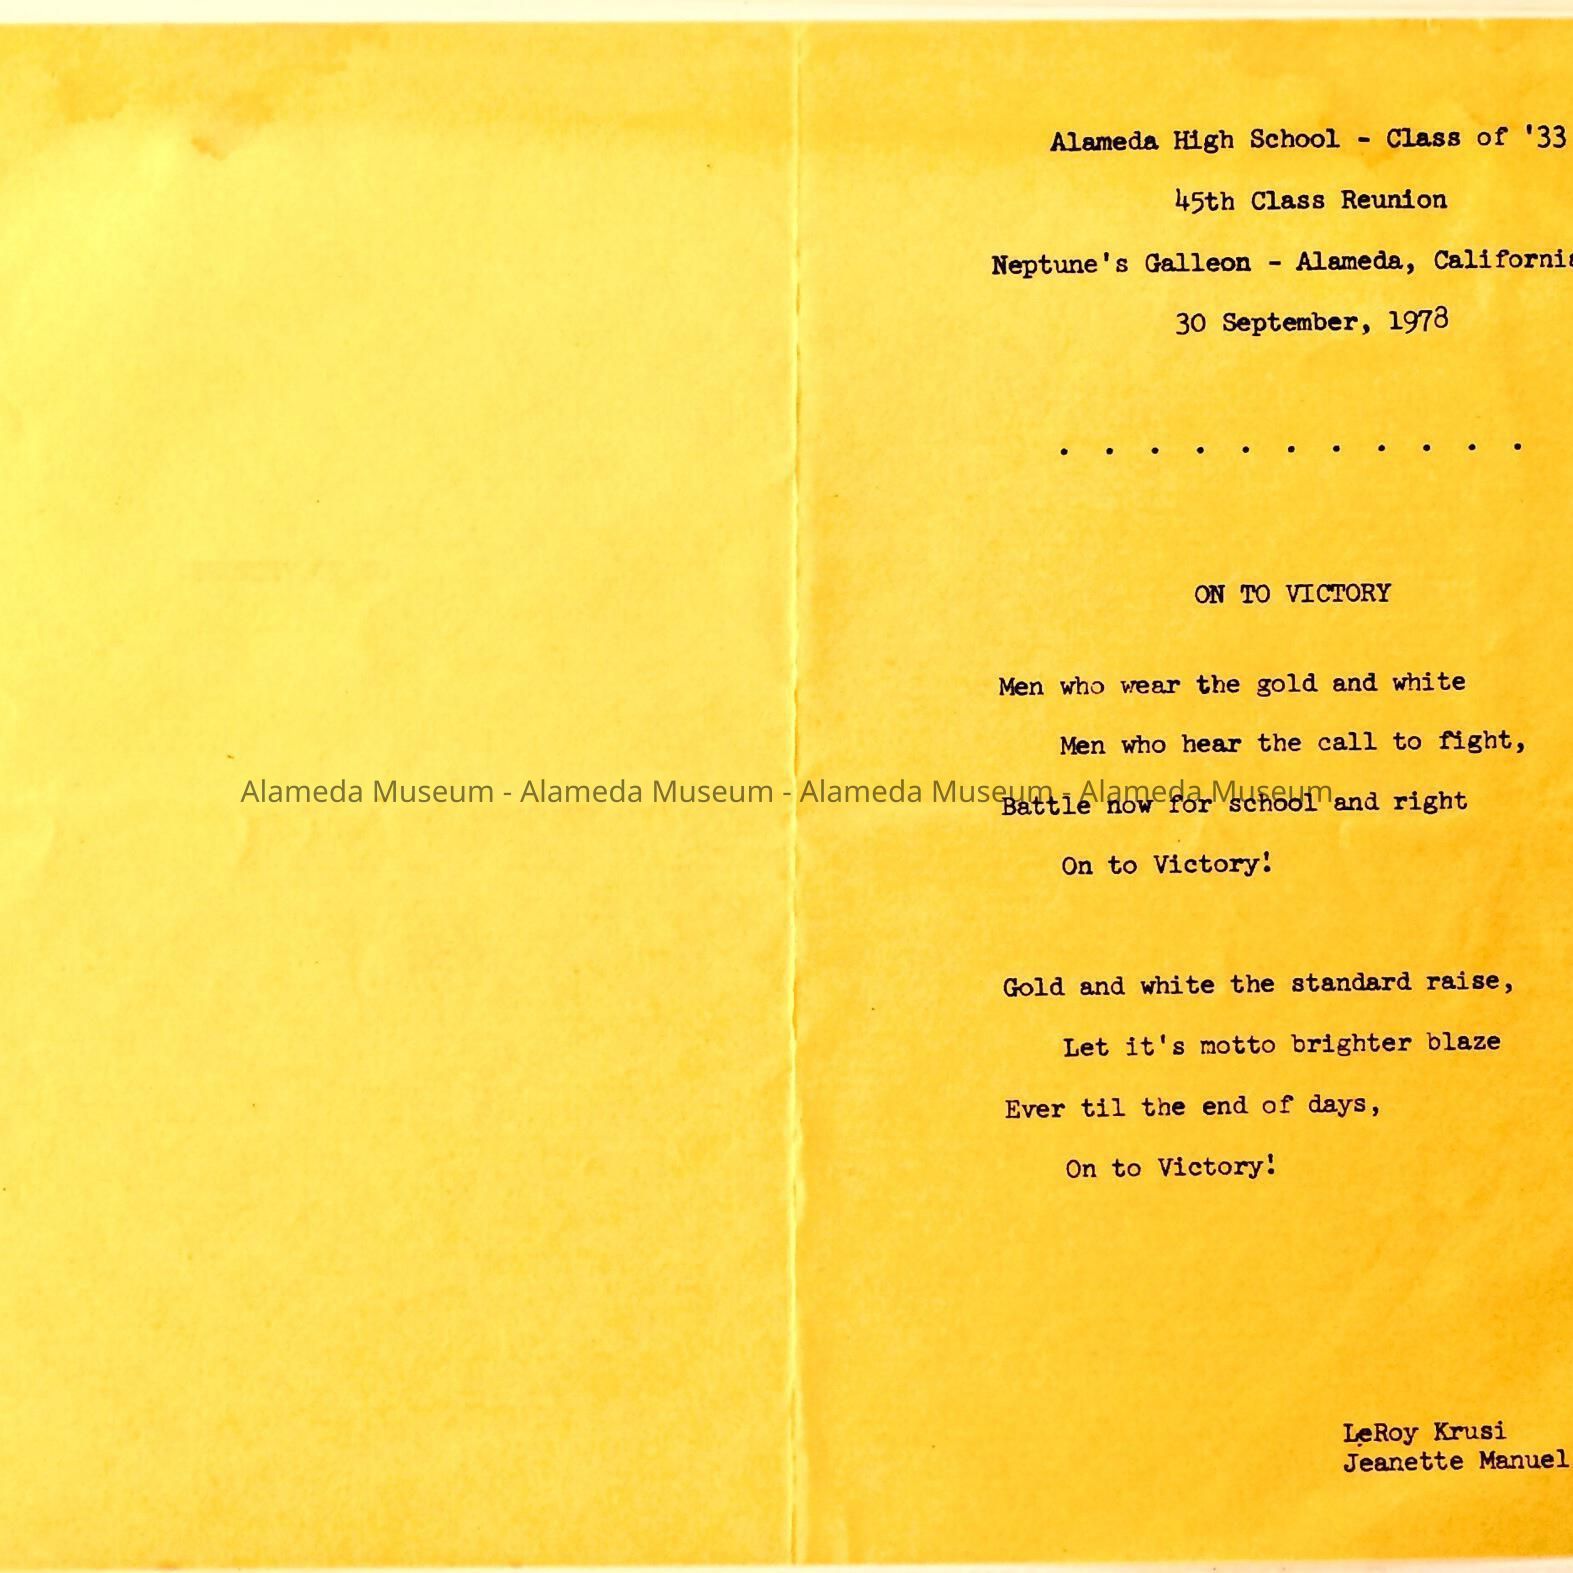 Alameda High School - Class of '33
45th Class Reunion
Neptune's Galleon - Alameda, California
30 September, 1978
. . . . . . . . . . .
ON TO VICTORY
Men who wear the gold and white
Men who hear the call to fight,
Alameda Museum - Alameda Museum - Alameda Museum - Alameda Museum
Battle now for school and right
On to Victory!
Gold and white the standard raise,
Let it's motto brighter blaze
Ever til the end of days,
On to Victory!
LeRoy Krusi
Jeanette Manuel